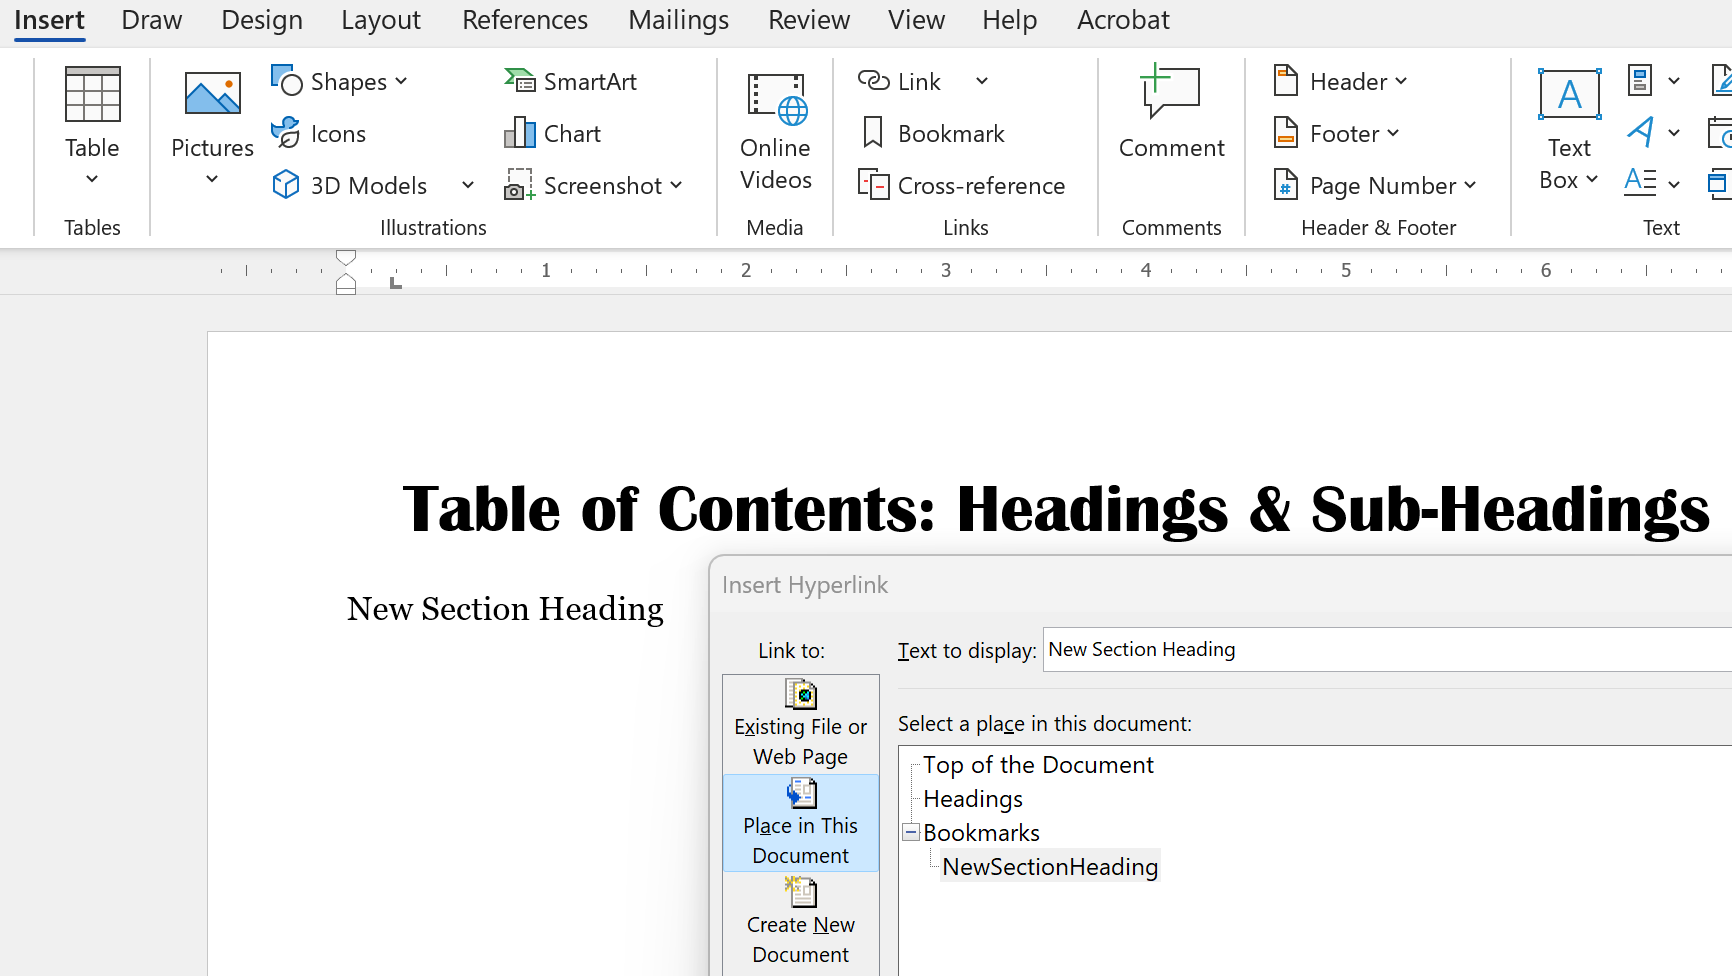 Insert Draw Design Layout References Mailings Review View Help Acrobat
Table
Tables
Pictures
Shapes
Icons
3D Models
SmartArt
Chart
Screenshot
Illustrations
Online
Videos
Media
Link
Bookmark
Cross-reference
Links
Comment
Comments
Header
Footer
Page Number
Header & Footer
A
Text
Box
A
A
Text
1 2 3 4 5 6
Table of Contents: Headings & Sub-Headings
New Section Heading
Insert Hyperlink
Link to:
Text to display: New Section Heading
Existing File or
Web Page
Place in This
Document
Create New
Document
Select a place in this document:
Top of the Document
Headings
Bookmarks
NewSectionHeading